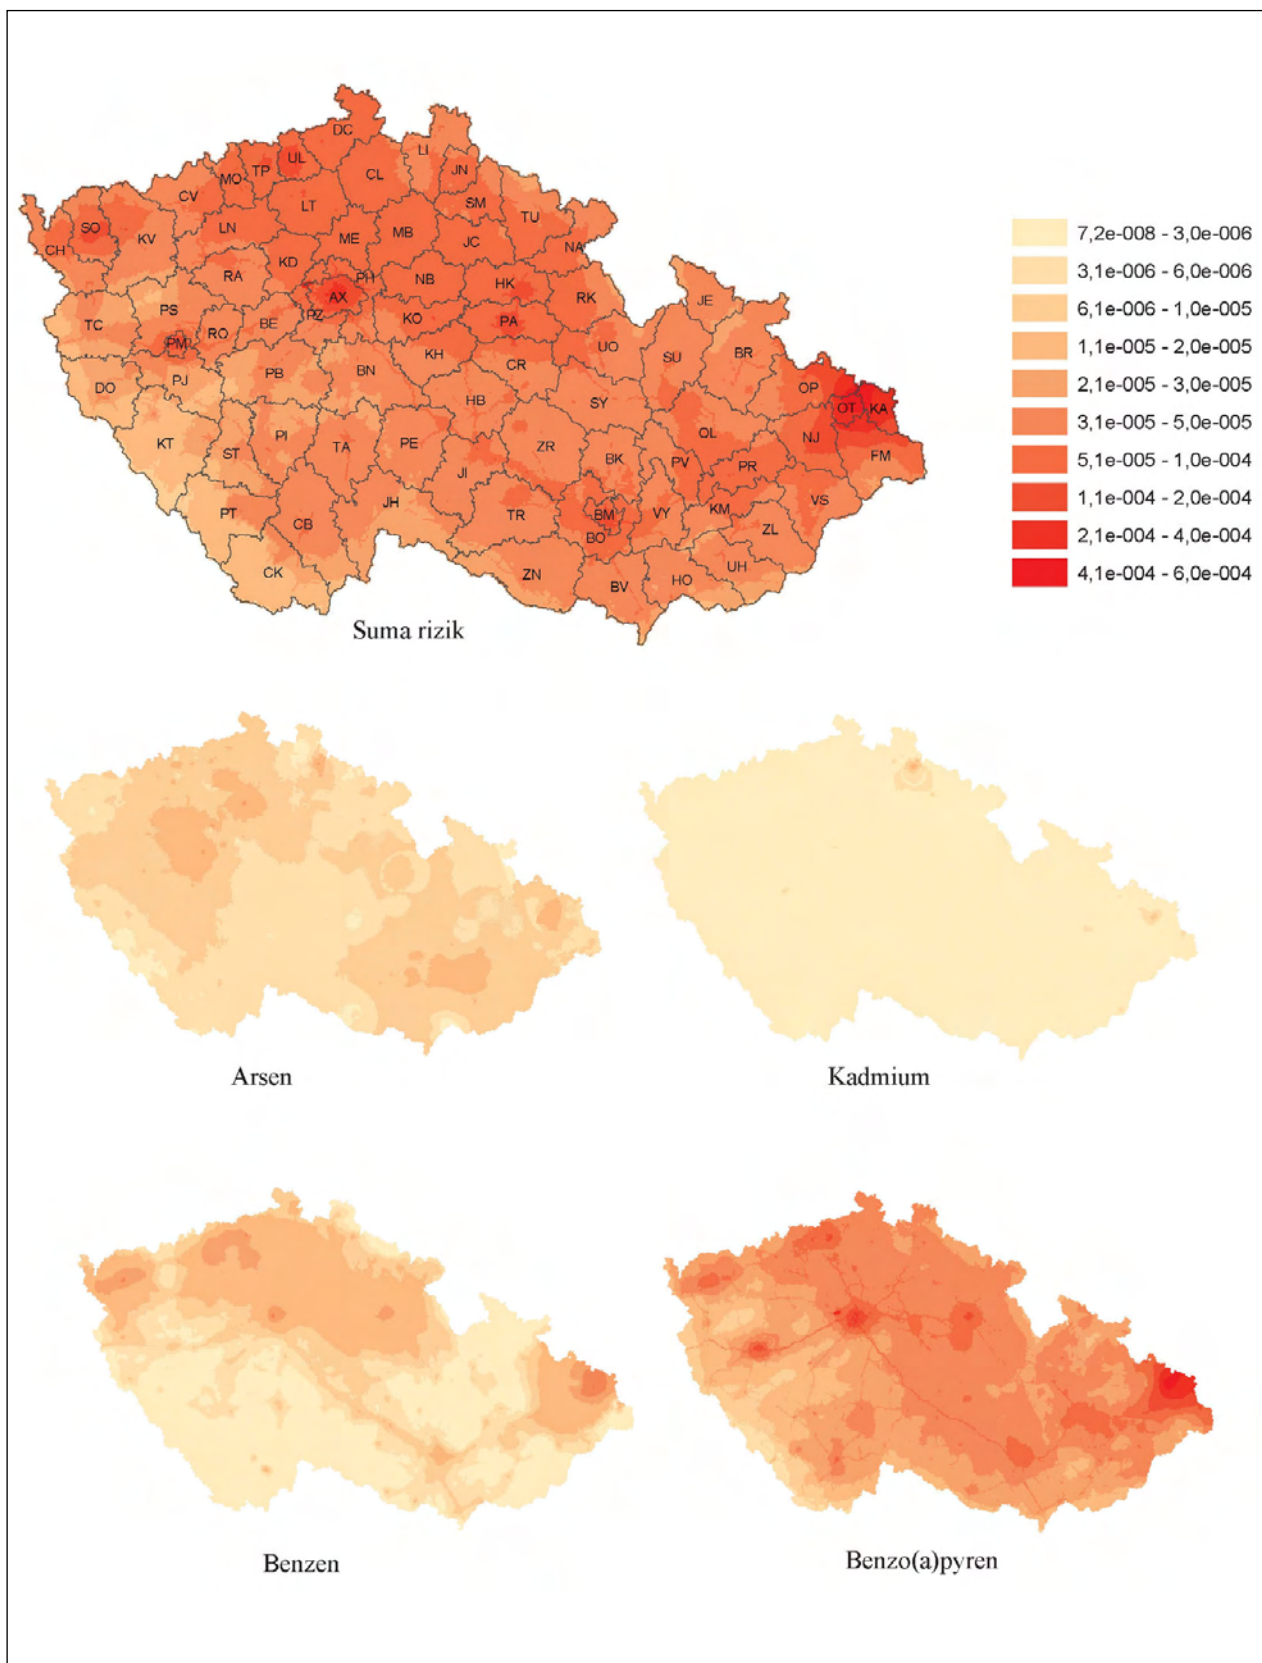 DC
LI
UL
TP
MO
JN
CL
CV
SM
LT
TU
SO
LN
KV
CH
ME
MB
JC
NA
KD
RA
PH
NB
HK
AX
RK
JE
PS
PZ
KO
PA
TC
RO
BE
PM
UO
KH
SU
BR
CR
PJ
PB
BN
DO
OP
HB
SY
OT
KA
OL
NJ
KT
ST
PI
TA
PE
ZR
FM
JI
BK
PV
PR
VS
JH
PT
CB
TR
BM
VY
KM
ZL
BO
CK
ZN
BV
HO
UH
Suma rizik
7,2e-008 - 3,0e-006
3,1e-006 - 6,0e-006
6,1e-006 - 1,0e-005
1,1e-005 - 2,0e-005
2,1e-005 - 3,0e-005
3,1e-005 - 5,0e-005
5,1e-005 - 1,0e-004
1,1e-004 - 2,0e-004
2,1e-004 - 4,0e-004
4,1e-004 - 6,0e-004
Arsen
Kadmium
Benzen
Benzo(a)pyren